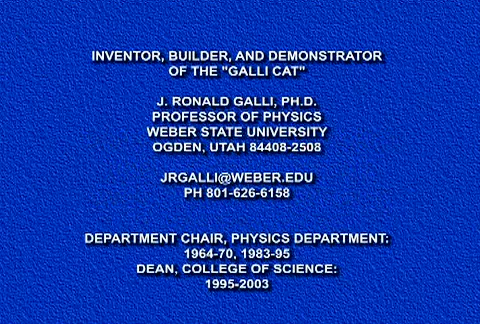 INVENTOR, BUILDER, AND DEMONSTRATOR
OF THE "GALLI CAT"
J. RONALD GALLI, PH.D.
PROFESSOR OF PHYSICS
WEBER STATE UNIVERSITY
OGDEN, UTAH 84408-2508
JRGALLI@WEBER.EDU
PH 801-626-6158
DEPARTMENT CHAIR, PHYSICS DEPARTMENT:
1964-70, 1983-95
DEAN, COLLEGE OF SCIENCE:
1995-2003